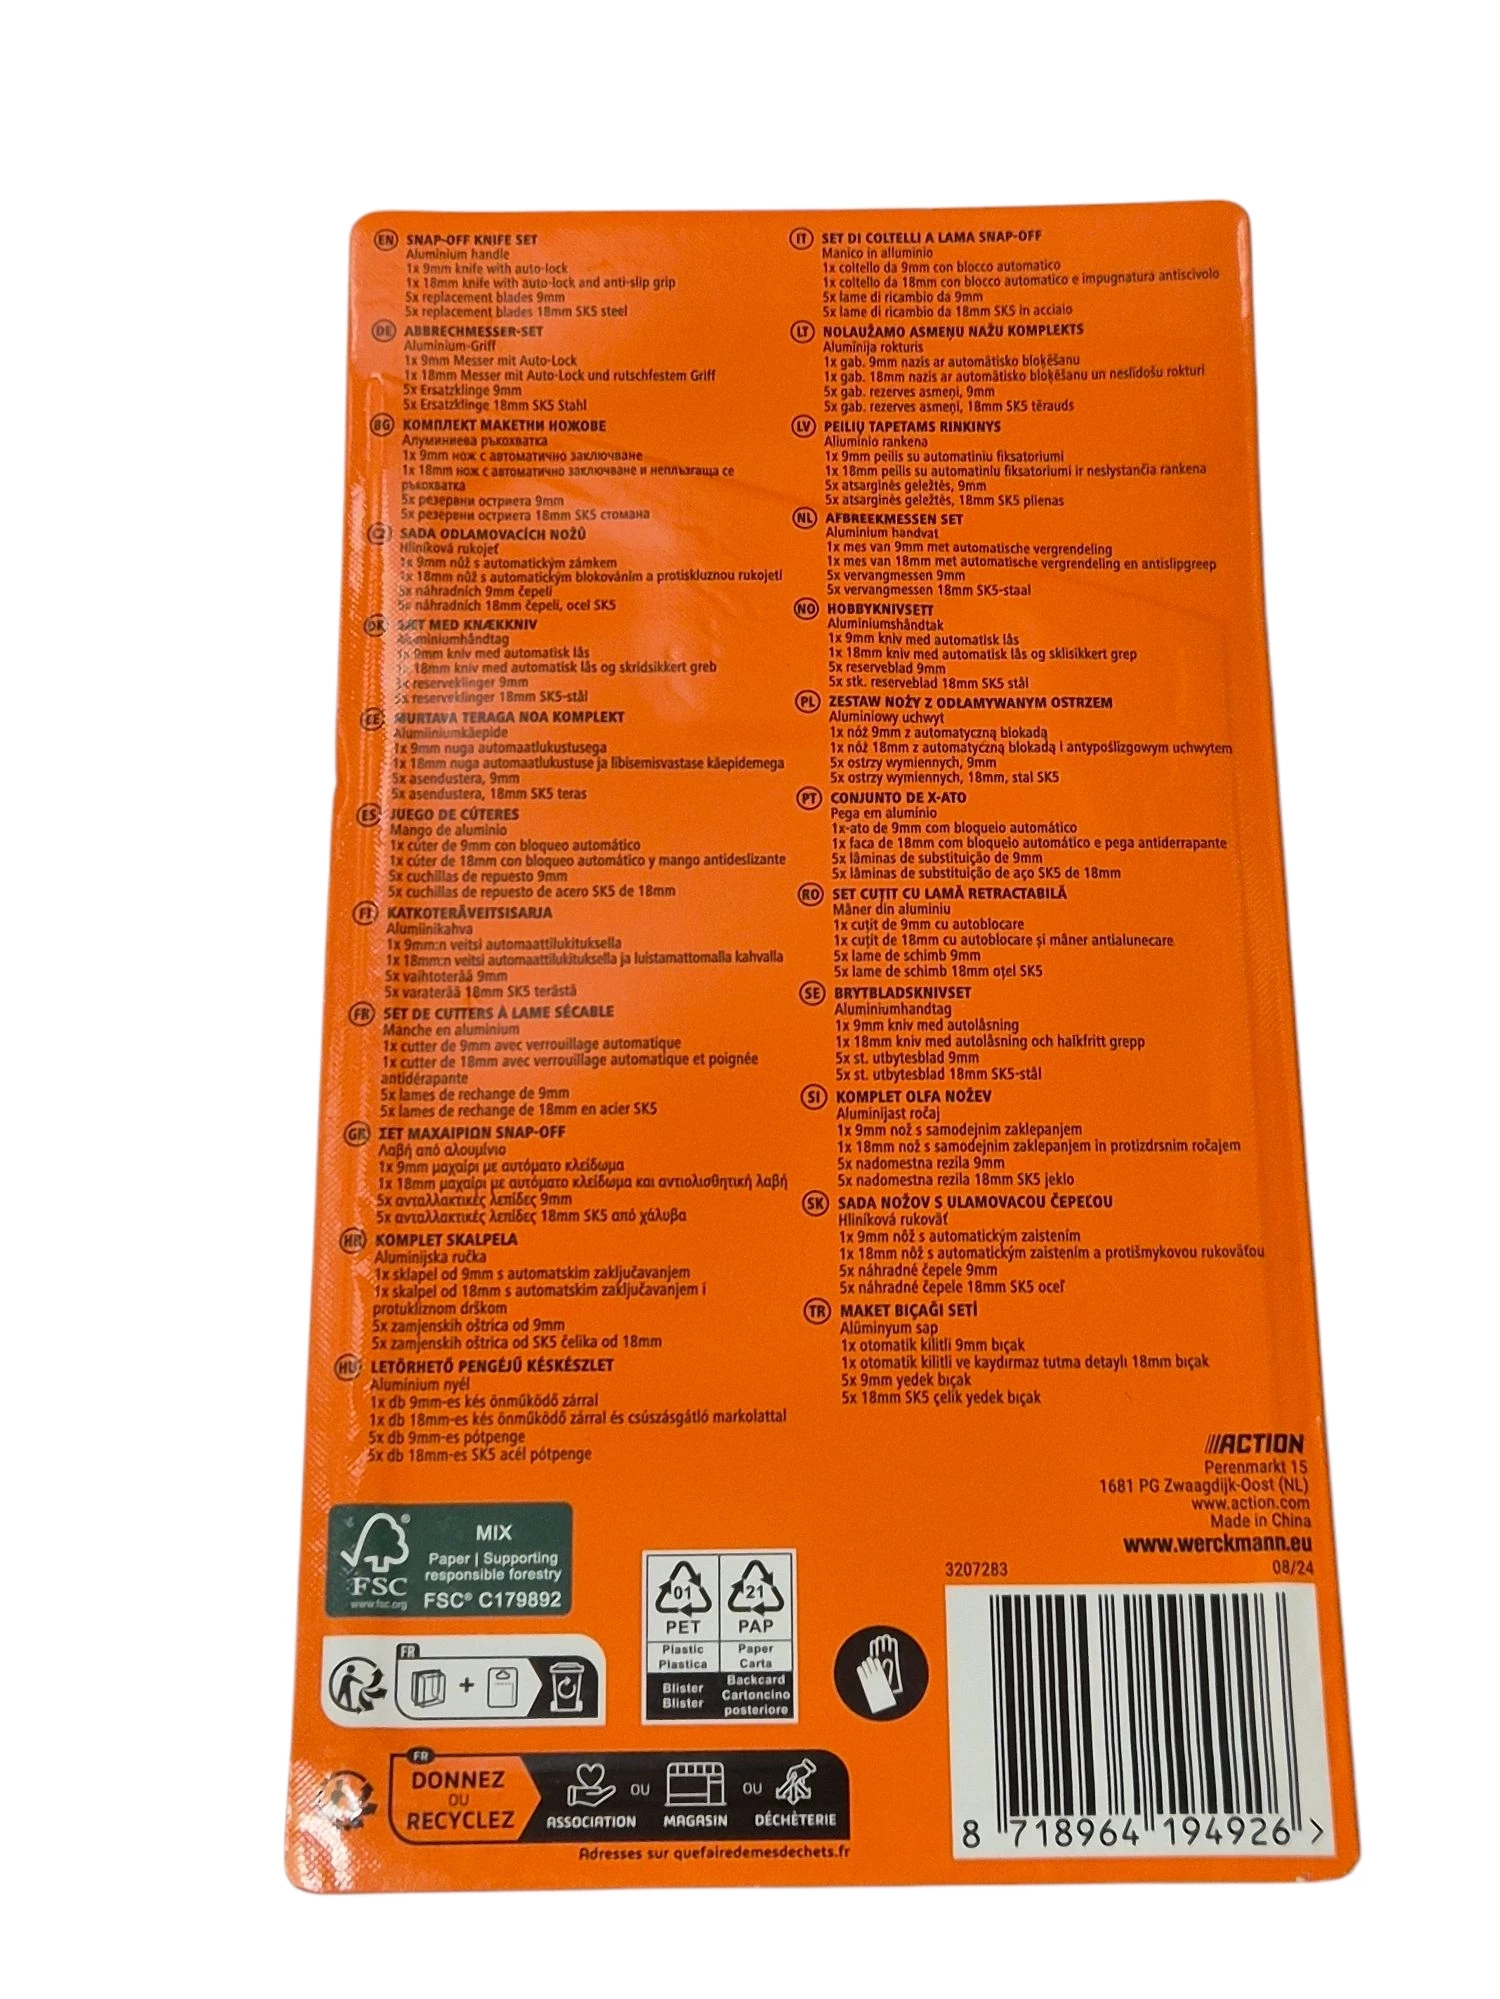 EN SNAP-OFF KNIFE SET
Aluminium handle
1x 9mm knife with auto-lock
1x 18mm knife with auto-lock and anti-slip grip
5x replacement blades 9mm
5x replacement blades 18mm SK5 steel
DE ABBRECHMESSER-SET
Aluminium-Griff
1x 9mm Messer mit Auto-Lock
1x 18mm Messer mit Auto-Lock und rutschfestem Griff
5x Ersatzklinge 9mm
5x Ersatzklinge 18mm SK5 Stahl
BG КОМПЛЕКТ МАКЕТНИ НОЖОВЕ
Алуминиева ръкохватка
1x 9mm нож с автоматично заключване
1x 18mm нож с автоматично заключване и неплъзгаща се
ръкохватка
5x резервни остриета 9mm
5x резервни остриета 18mm SK5 стомана
CZ SADA ODLAMOVACÍCH NOŽŮ
Hliníková rukojeť
1x 9mm nůž s automatickým zámkem
1x 18mm nůž s automatickým blokováním a protiskluznou rukojetí
5x náhradních 9mm čepelí
5x náhradních 18mm čepelí, ocel SK5
DK SÆT MED KNÆKKNIV
Aluminiumhåndtag
1x 9mm kniv med automatisk lås
1x 18mm kniv med automatisk lås og skridsikkert greb
5x reserveklinger 9mm
5x reserveklinger 18mm SK5-stål
EE MURTAVA TERAGA NOA KOMPLEKT
Alumiiniumkäepide
1x 9mm nuga automaatlukustusega
1x 18mm nuga automaatlukustuse ja libisemisvastase käepidemega
5x asendustera, 9mm
5x asendustera, 18mm SK5 teras
ES JUEGO DE CÚTERES
Mango de aluminio
1x cúter de 9mm con bloqueo automático
1x cúter de 18mm con bloqueo automático y mango antideslizante
5x cuchillas de repuesto 9mm
5x cuchillas de repuesto de acero SK5 de 18mm
FI KATKOTERÄVEITSISARJA
Alumiinikahva
1x 9mm:n veitsi automaattilukituksella
1x 18mm:n veitsi automaattilukituksella ja luistamattomalla kahvalla
5x vaihtoterää 9mm
5x varaterää 18mm SK5 terästä
FR SET DE CUTTERS À LAME SÉCABLE
Manche en aluminium
1x cutter de 9mm avec verrouillage automatique
1x cutter de 18mm avec verrouillage automatique et poignée
antidérapante
5x lames de rechange de 9mm
5x lames de rechange de 18mm en acier SK5
GR ΣΕΤ ΜΑΧΑΙΡΙΩΝ SNAP-OFF
Λαβή από αλουμίνιο
1x 9mm μαχαίρι με αυτόματο κλείδωμα
1x 18mm μαχαίρι με αυτόματο κλείδωμα και αντιολισθητική λαβή
5x ανταλλακτικές λεπίδες 9mm
5x ανταλλακτικές λεπίδες 18mm SK5 από χάλυβα
HR KOMPLET SKALPELA
Aluminijska ručka
1x sklapel od 9mm s automatskim zaključavanjem
1x skalpel od 18mm s automatskim zaključavanjem i
protukliznom drškom
5x zamjenskih oštrica od 9mm
5x zamjenskih oštrica od SK5 čelika od 18mm
HU LETÖRHETŐ PENGÉJŰ KÉSKÉSZLET
Alumínium nyél
1x db 9mm-es kés önműködő zárral
1x db 18mm-es kés önműködő zárral és csúszásgátló markolattal
5x db 9mm-es pótpenge
5x db 18mm-es SK5 acél pótpenge
IT SET DI COLTELLI A LAMA SNAP-OFF
Manico in alluminio
1x coltello da 9mm con blocco automatico
1x coltello da 18mm con blocco automatico e impugnatura antiscivolo
5x lame di ricambio da 9mm
5x lame di ricambio da 18mm SK5 in acciaio
LT NOLAUŽAMO ASMEŅU NAŽU KOMPLEKTS
Alumīnija rokturis
1x gab. 9mm nazis ar automātisko bloķēšanu
1x gab. 18mm nazis ar automātisko bloķēšanu un neslīdošu rokturi
5x gab. rezerves asmeņi, 9mm
5x gab. rezerves asmeņi, 18mm SK5 tērauds
LV PEILIŲ TAPETAMS RINKINYS
Aliuminio rankena
1x 9mm peilis su automatiniu fiksatoriumi
1x 18mm peilis su automatiniu fiksatoriumi ir neslystančia rankena
5x atsarginės geležtės, 9mm
5x atsarginės geležtės, 18mm SK5 plienas
NL AFBREEKMESSEN SET
Aluminium handvat
1x mes van 9mm met automatische vergrendeling
1x mes van 18mm met automatische vergrendeling en antislipgreep
5x vervangmessen 9mm
5x vervangmessen 18mm SK5-staal
NO HOBBYKNIVSETT
Aluminiumshåndtak
1x 9mm kniv med automatisk lås
1x 18mm kniv med automatisk lås og sklisikkert grep
5x reserveblad 9mm
5x stk. reserveblad 18mm SK5 stål
PL ZESTAW NOŻY Z ODŁAMYWANYM OSTRZEM
Aluminiowy uchwyt
1x nóż 9mm z automatyczną blokadą
1x nóż 18mm z automatyczną blokadą i antypoślizgowym uchwytem
5x ostrzy wymiennych, 9mm
5x ostrzy wymiennych, 18mm, stal SK5
PT CONJUNTO DE X-ATO
Pega em alumínio
1x-ato de 9mm com bloqueio automático
1x faca de 18mm com bloqueio automático e pega antiderrapante
5x lâminas de substituição de 9mm
5x lâminas de substituição de aço SK5 de 18mm
RO SET CUȚIT CU LAMĂ RETRACTABILĂ
Mâner din aluminiu
1x cuțit de 9mm cu autoblocare
1x cuțit de 18mm cu autoblocare și mâner antialunecare
5x lame de schimb 9mm
5x lame de schimb 18mm oțel SK5
SE BRYTBLADSKNIVSET
Aluminiumhandtag
1x 9mm kniv med autolåsning
1x 18mm kniv med autolåsning och halkfritt grepp
5x st. utbytesblad 9mm
5x st. utbytesblad 18mm SK5-stål
SI KOMPLET OLFA NOŽEV
Aluminijast ročaj
1x 9mm nož s samodejnim zaklepanjem
1x 18mm nož s samodejnim zaklepanjem in protizdrsnim ročajem
5x nadomestna rezila 9mm
5x nadomestna rezila 18mm SK5 jeklo
SK SADA NOŽOV S ULAMOVACOU ČEPEĽOU
Hliníková rukoväť
1x 9mm nôž s automatickým zaistením
1x 18mm nôž s automatickým zaistením a protišmykovou rukoväťou
5x náhradné čepele 9mm
5x náhradné čepele 18mm SK5 oceľ
TR MAKET BIÇAĞI SETİ
Alüminyum sap
1x otomatik kilitli 9mm bıçak
1x otomatik kilitli ve kaydırmaz tutma detaylı 18mm bıçak
5x 9mm yedek bıçak
5x 18mm SK5 çelik yedek bıçak
ACTION
Perenmarkt 15
1681 PG Zwaagdijk-Oost (NL)
www.action.com
Made in China
www.werckmann.eu
3207283 08/24
MIX
Paper | Supporting
responsible forestry
FSC® C179892
FSC®
www.fsc.org
01 21
PET PAP
Plastic Paper
Plastica Carta
Blister Backcard
Blister Cartoncino
posteriore
FR
FR
DONNEZ
OU
RECYCLEZ
ASSOCIATION OU MAGASIN OU DÉCHÈTERIE
Adresses sur quefairedemesdechets.fr
8 718964 194926 >